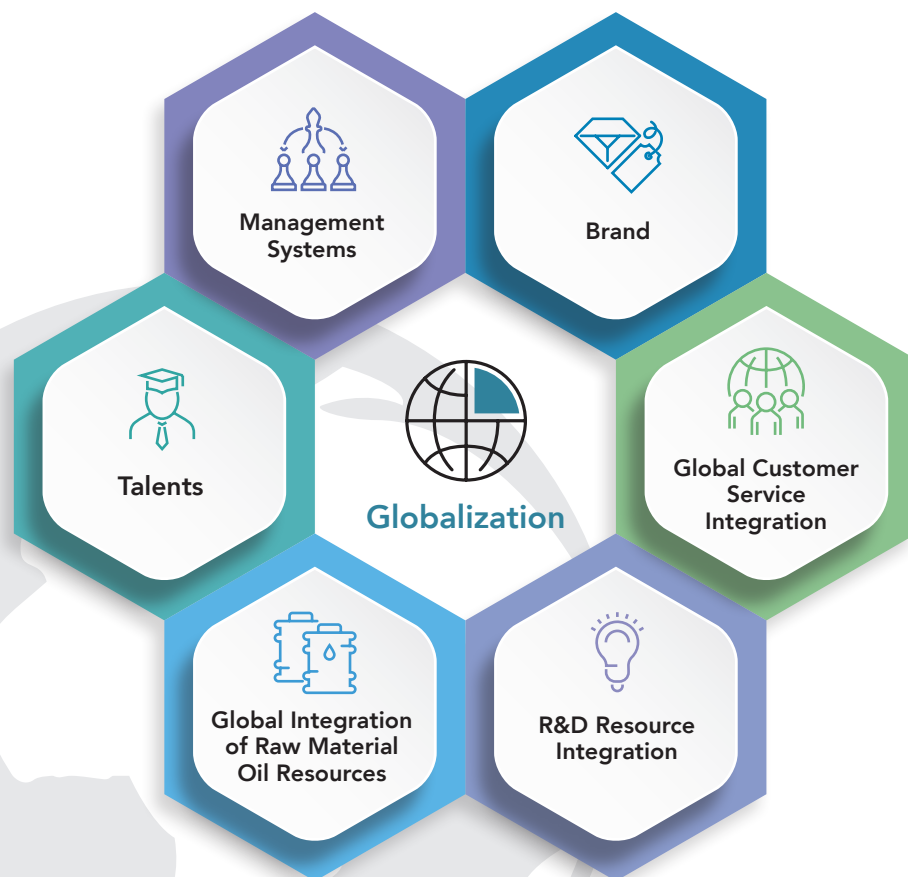 Management
Systems
Brand
Talents
Globalization
Global Customer
Service
Integration
Global Integration
of Raw Material
Oil Resources
R&D Resource
Integration